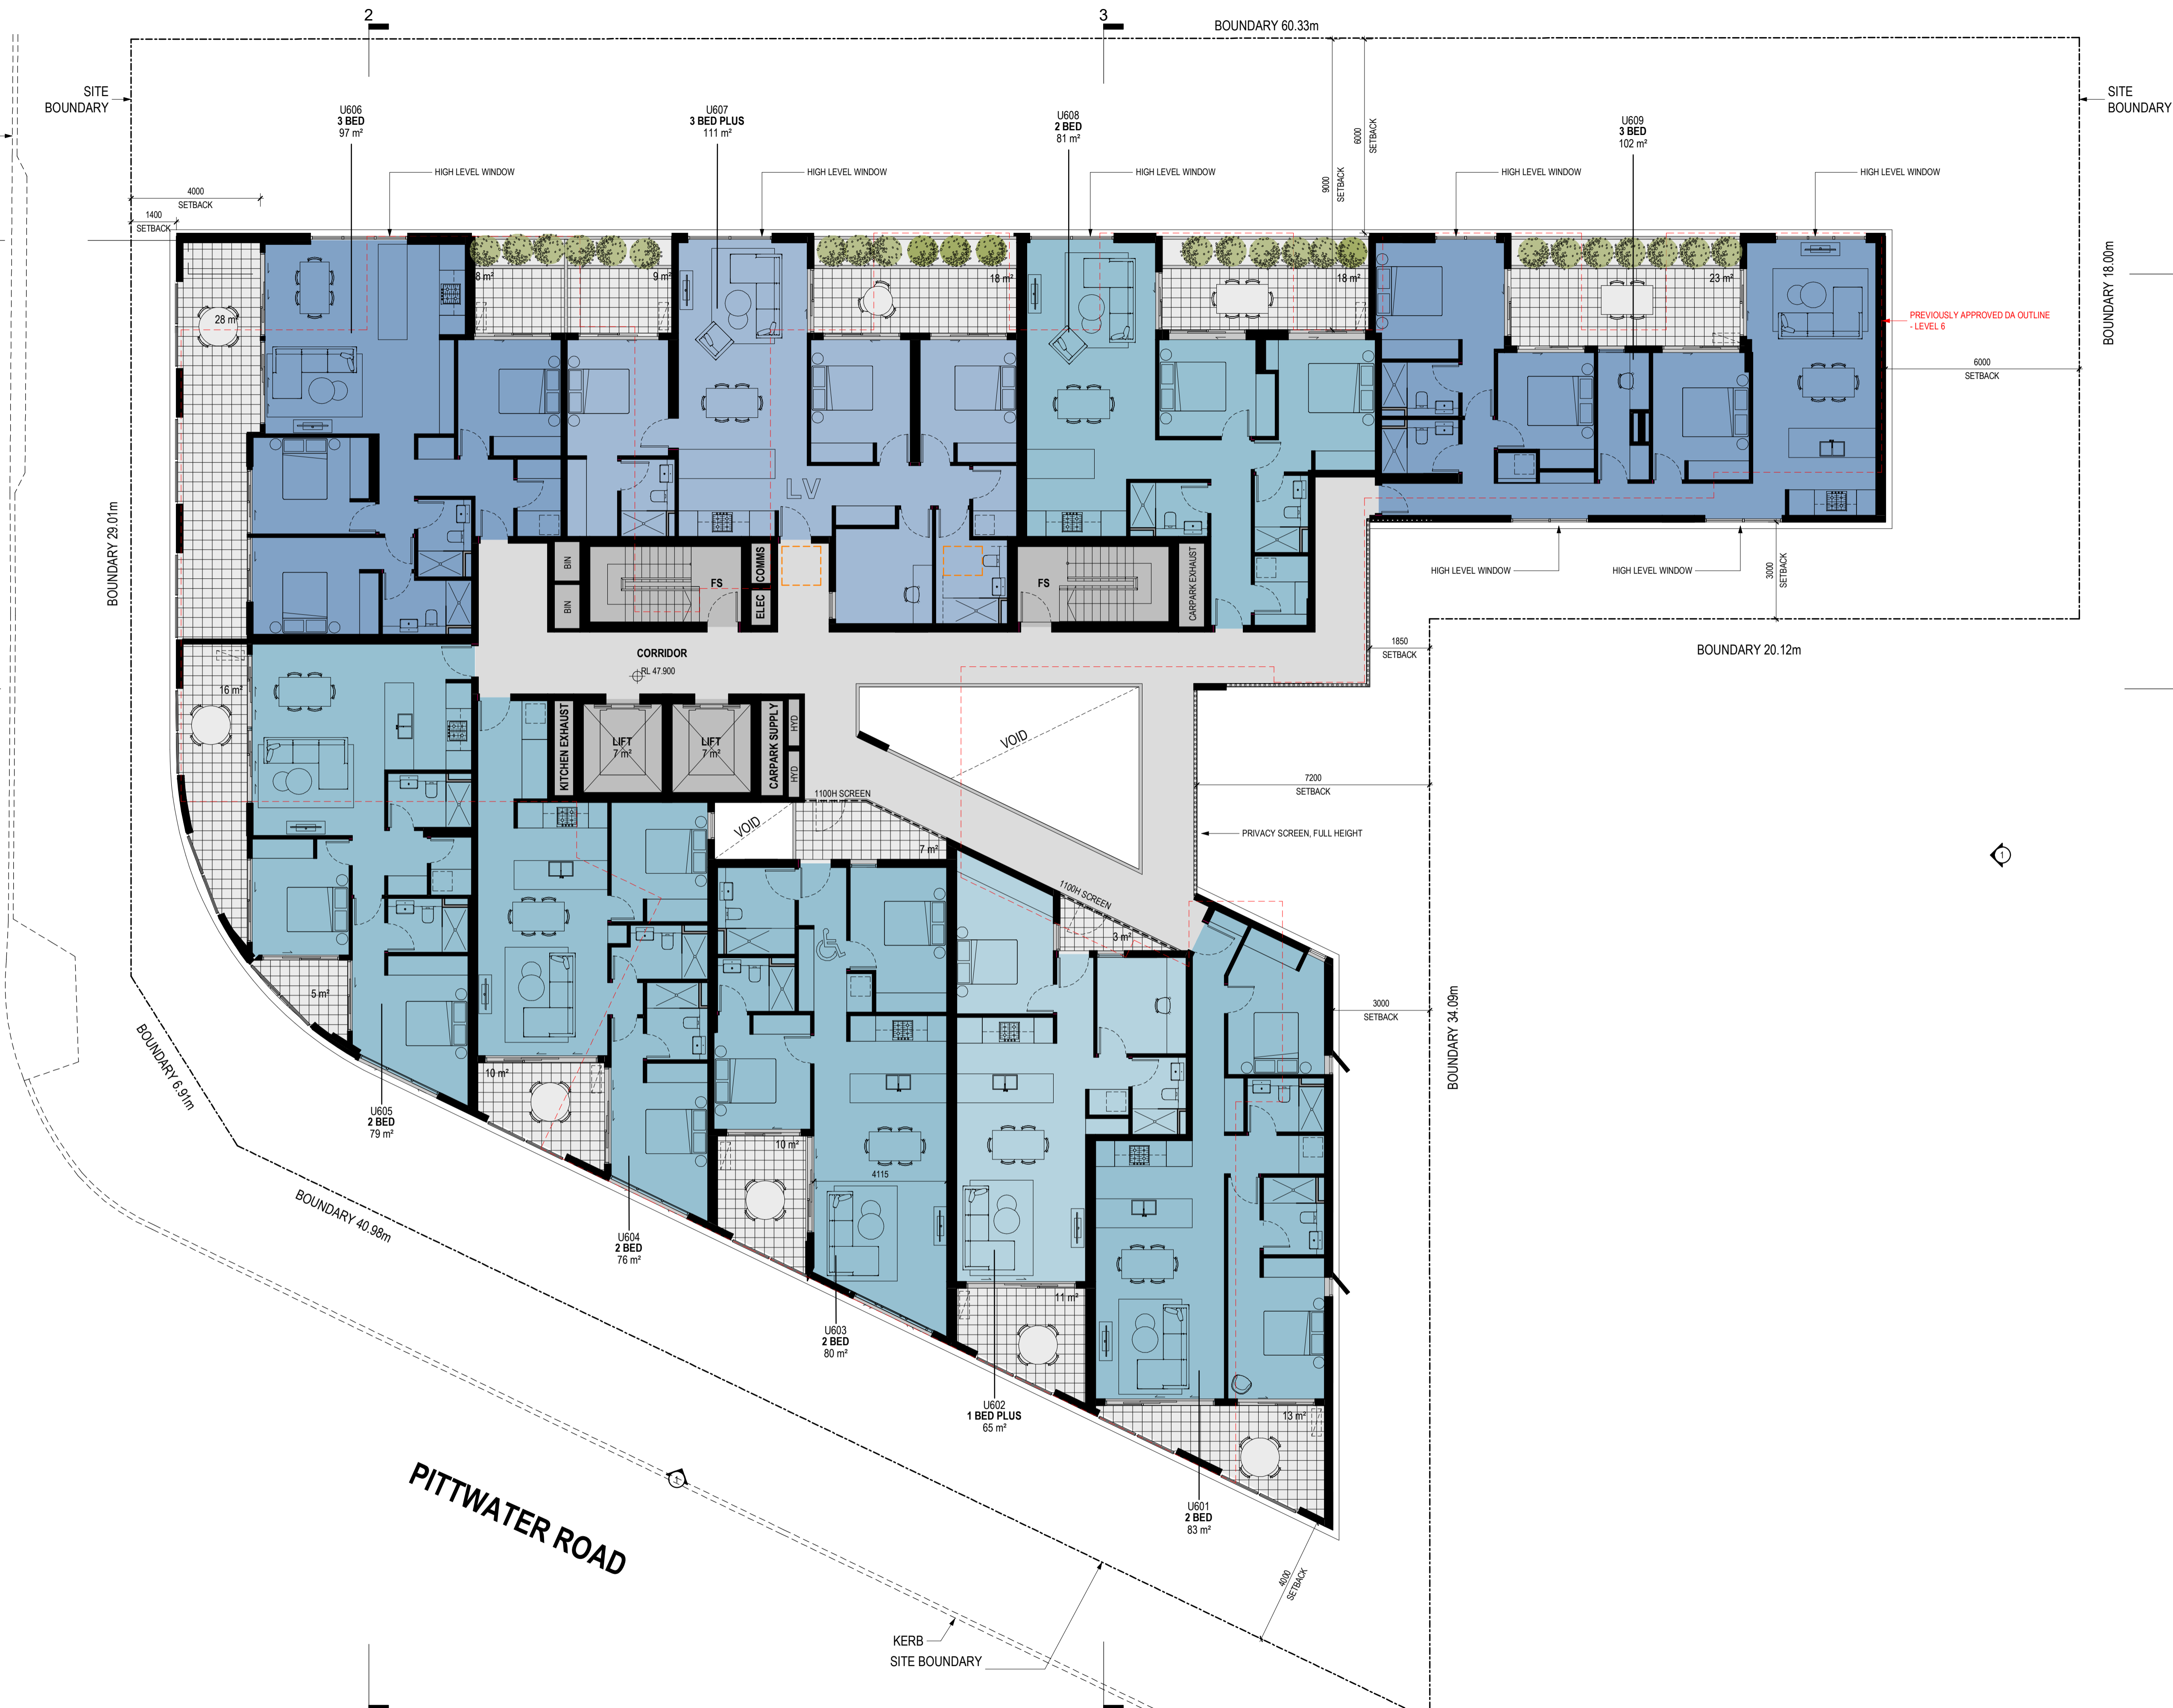 2
3
BOUNDARY 60.33m
SITE
BOUNDARY
SITE
BOUNDARY
U606
3 BED
97 m²
U607
3 BED PLUS
111 m²
U608
2 BED
81 m²
U609
3 BED
102 m²
6000
SETBACK
9000
SETBACK
HIGH LEVEL WINDOW
HIGH LEVEL WINDOW
HIGH LEVEL WINDOW
HIGH LEVEL WINDOW
HIGH LEVEL WINDOW
4000
SETBACK
1400
SETBACK
8 m²
9 m²
18 m²
18 m²
23 m²
28 m²
BOUNDARY 18.00m
PREVIOUSLY APPROVED DA OUTLINE
- LEVEL 6
6000
SETBACK
LV
BOUNDARY 29.01m
BIN
BIN
FS
COMMS
ELEC
FS
CARPARK EXHAUST
HIGH LEVEL WINDOW
HIGH LEVEL WINDOW
3000
SETBACK
1850
SETBACK
BOUNDARY 20.12m
CORRIDOR
RL 47.900
16 m²
KITCHEN EXHAUST
LIFT
7 m²
LIFT
7 m²
CARPARK SUPPLY
HYD
HYD
VOID
7200
SETBACK
1100H SCREEN
VOID
7 m²
PRIVACY SCREEN, FULL HEIGHT
1
1100H SCREEN
3 m²
5 m²
3000
SETBACK
BOUNDARY 34.09m
BOUNDARY 6.91m
10 m²
U605
2 BED
79 m²
10 m²
4115
BOUNDARY 40.98m
U604
2 BED
76 m²
11 m²
U603
2 BED
80 m²
U602
1 BED PLUS
65 m²
13 m²
PITTWATER ROAD
1
U601
2 BED
83 m²
4000
SETBACK
KERB
SITE BOUNDARY